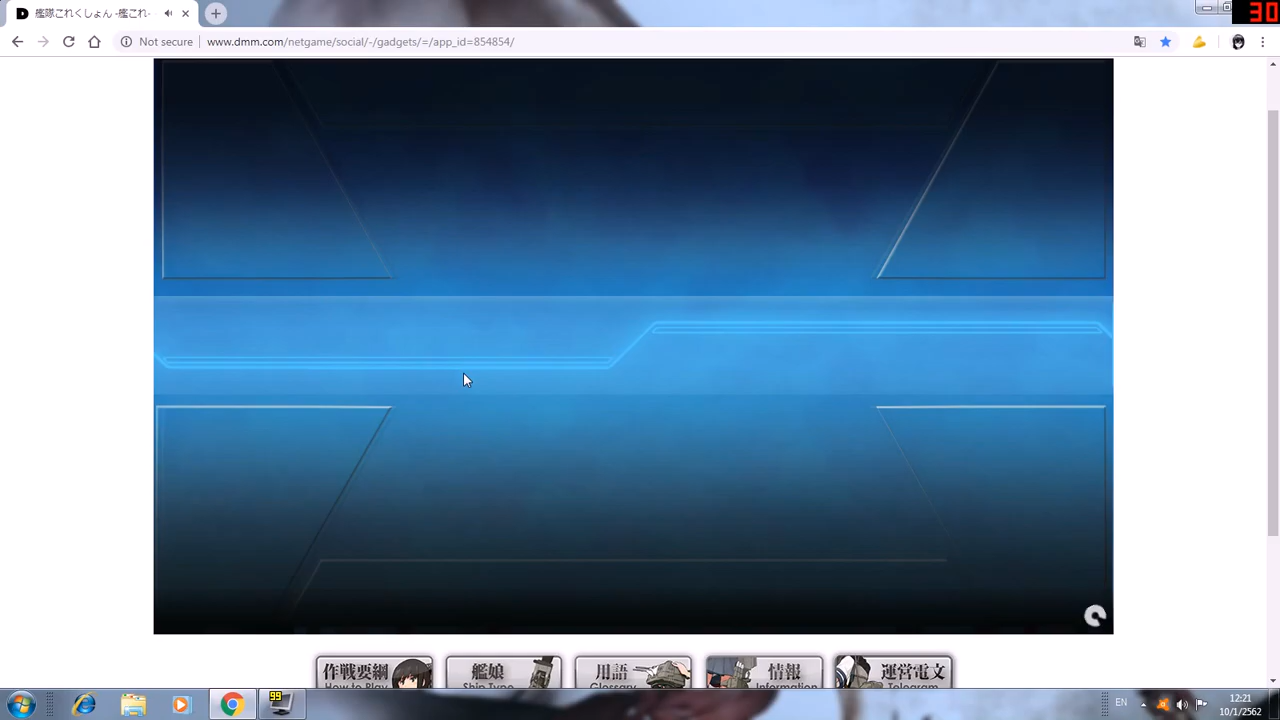 艦隊これくしょん -艦これ-
30
Not secure
www.dmm.com/netgame/social/-/gadgets/=/app_id=854854/
作戦要綱
How to Play
艦娘
Ship Type
用語
Glossary
情報
Information
運営電文
Telegram
99
EN
12:21
10/1/2562